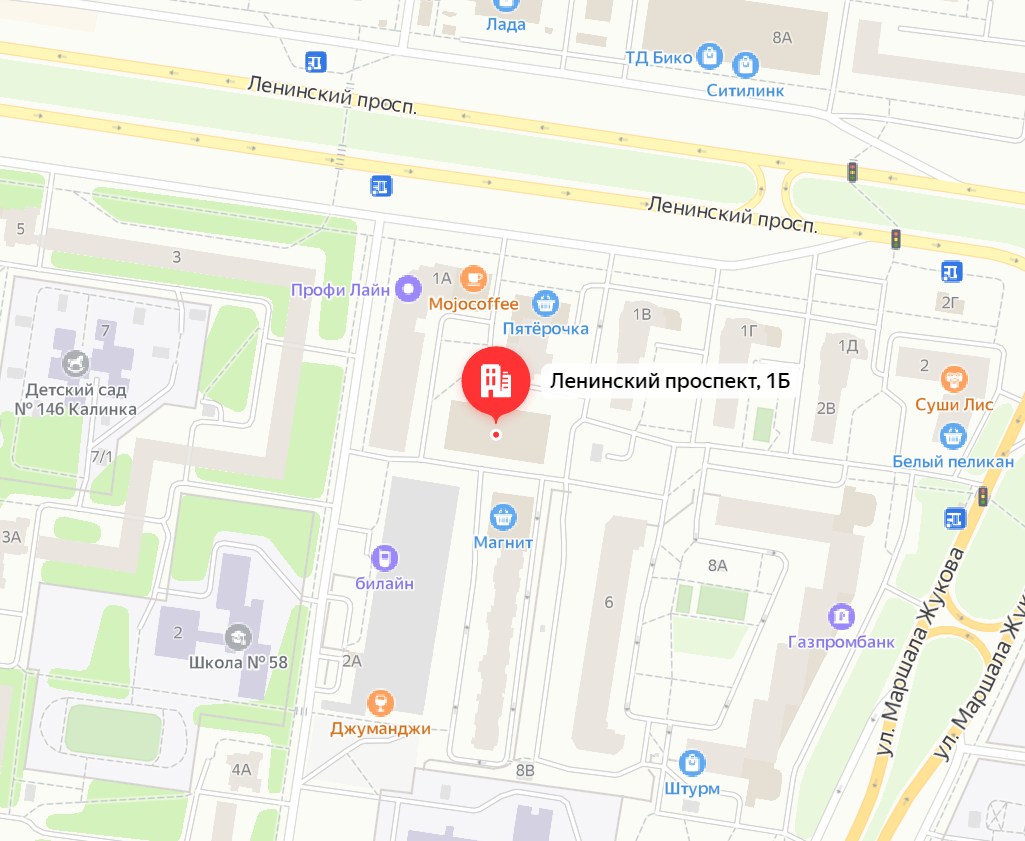 Лада
8А
ТД Бико
Ситилинк
Ленинский просп.
Ленинский просп.
5
3
1А
Профи Лайн
Mojocoffee
Пятёрочка
2Г
1В
1Г
1Д
7
2
Детский сад
№ 146 Калинка
Ленинский проспект, 1Б
2В
Суши Лис
7/1
Белый пеликан
3А
Магнит
билайн
8А
6
2
Школа № 58
2А
Газпромбанк
ул. Маршала Жукова
ул. Маршала Жук
Джуманджи
4А
8В
Штурм